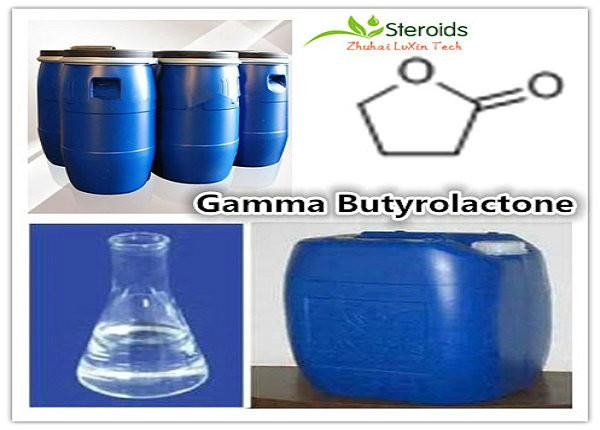 Steroids
Zhuhai LuXin Tech
O
O
Gamma Butyrolactone